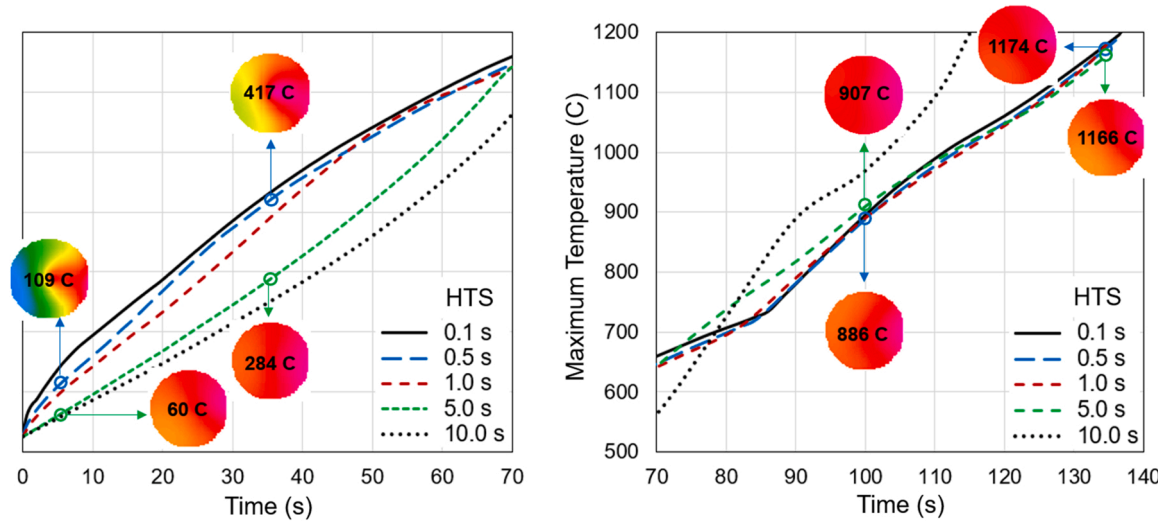 417 C
109 C
284 C
60 C
HTS
0.1 s
0.5 s
1.0 s
5.0 s
10.0 s
0 10 20 30 40 50 60 70
Time (s)
Maximum Temperature (C)
1200
1100
1000
900
800
700
600
500
1174 C
907 C
1166 C
886 C
HTS
0.1 s
0.5 s
1.0 s
5.0 s
10.0 s
70 80 90 100 110 120 130 140
Time (s)